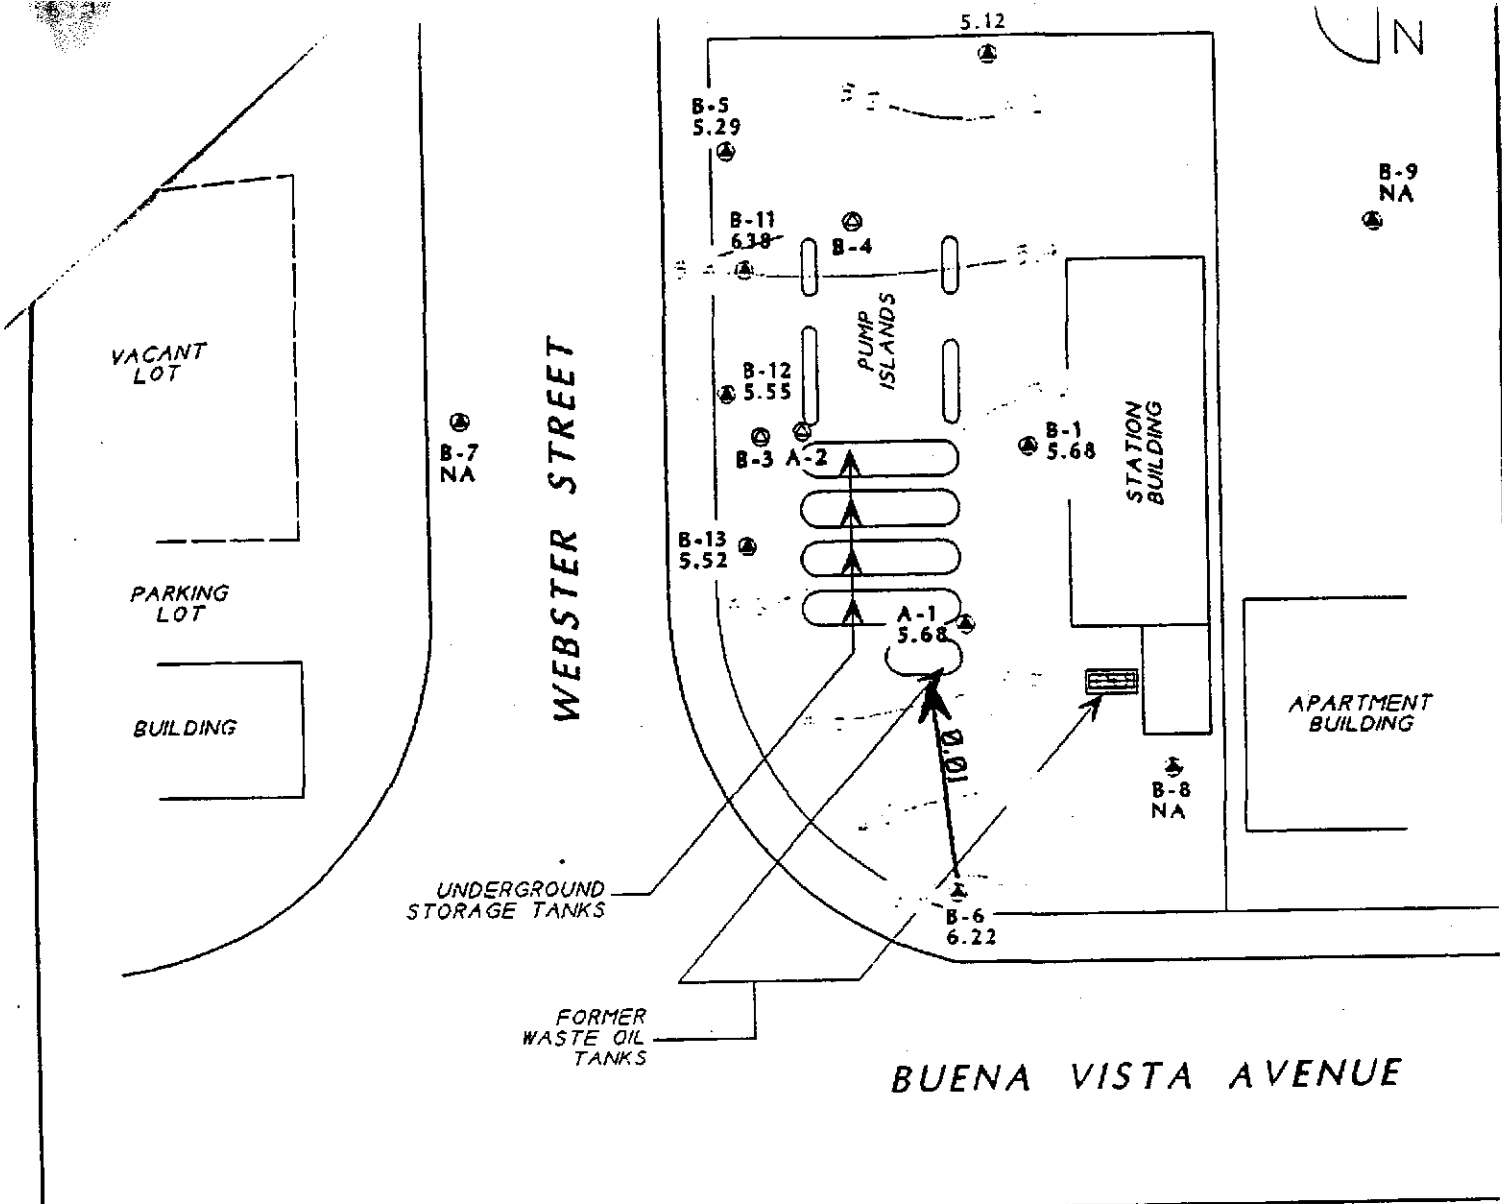 5.12
N
B-5
5.29
B-9
NA
B-11
6.38
B-4
PUMP
ISLANDS
VACANT
LOT
B-12
5.55
B-7
NA
B-3
A-2
B-1
5.68
STATION
BUILDING
WEBSTER STREET
B-13
5.52
PARKING
LOT
A-1
5.68
BUILDING
0.01
APARTMENT
BUILDING
B-8
NA
UNDERGROUND
STORAGE TANKS
B-6
6.22
FORMER
WASTE OIL
TANKS
BUENA VISTA AVENUE